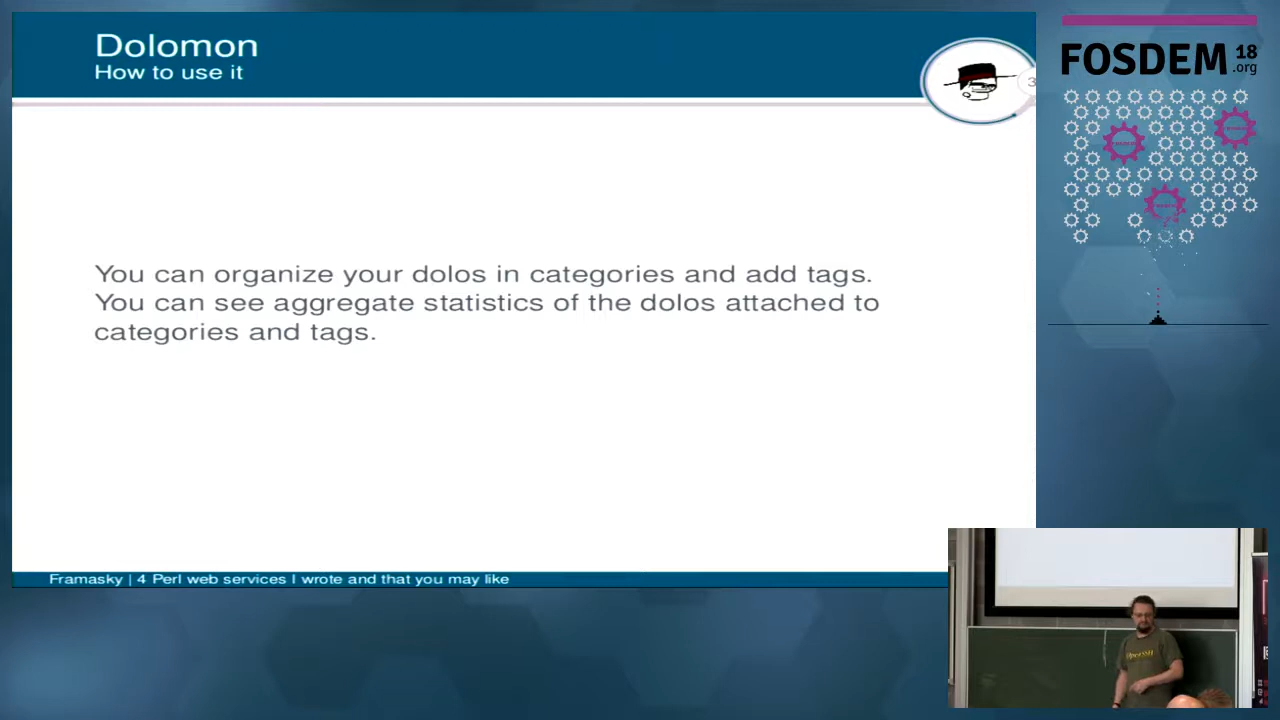 Dolomon
How to use it
3
You can organize your dolos in categories and add tags.
You can see aggregate statistics of the dolos attached to
categories and tags.
Framasky | 4 Perl web services I wrote and that you may like
FOSDEM 18
.org